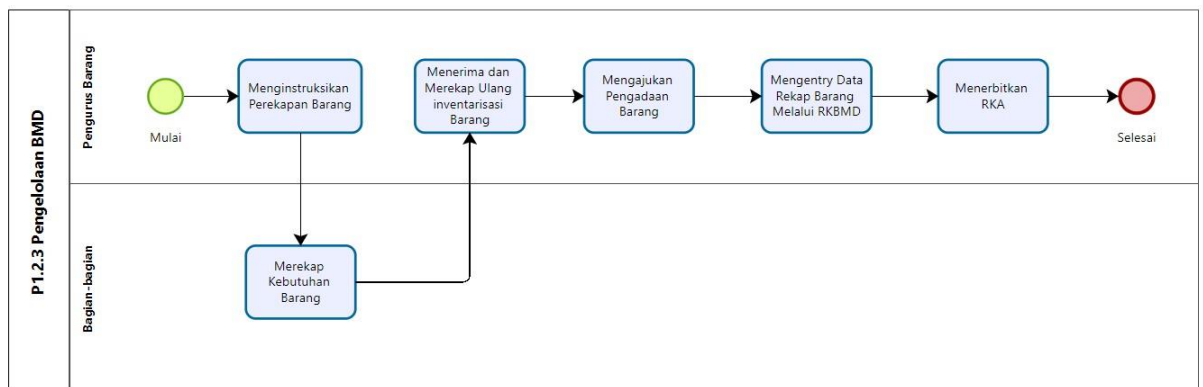 P1.2.3 Pengelolaan BMD
Pengurus Barang
Mulai
Menginstruksikan
Perekapan Barang
Menerima dan
Merekap Ulang
inventarisasi
Barang
Mengajukan
Pengadaan
Barang
Mengentry Data
Rekap Barang
Melalui RKBMD
Menerbitkan
RKA
Selesai
Bagian-bagian
Merekap
Kebutuhan
Barang